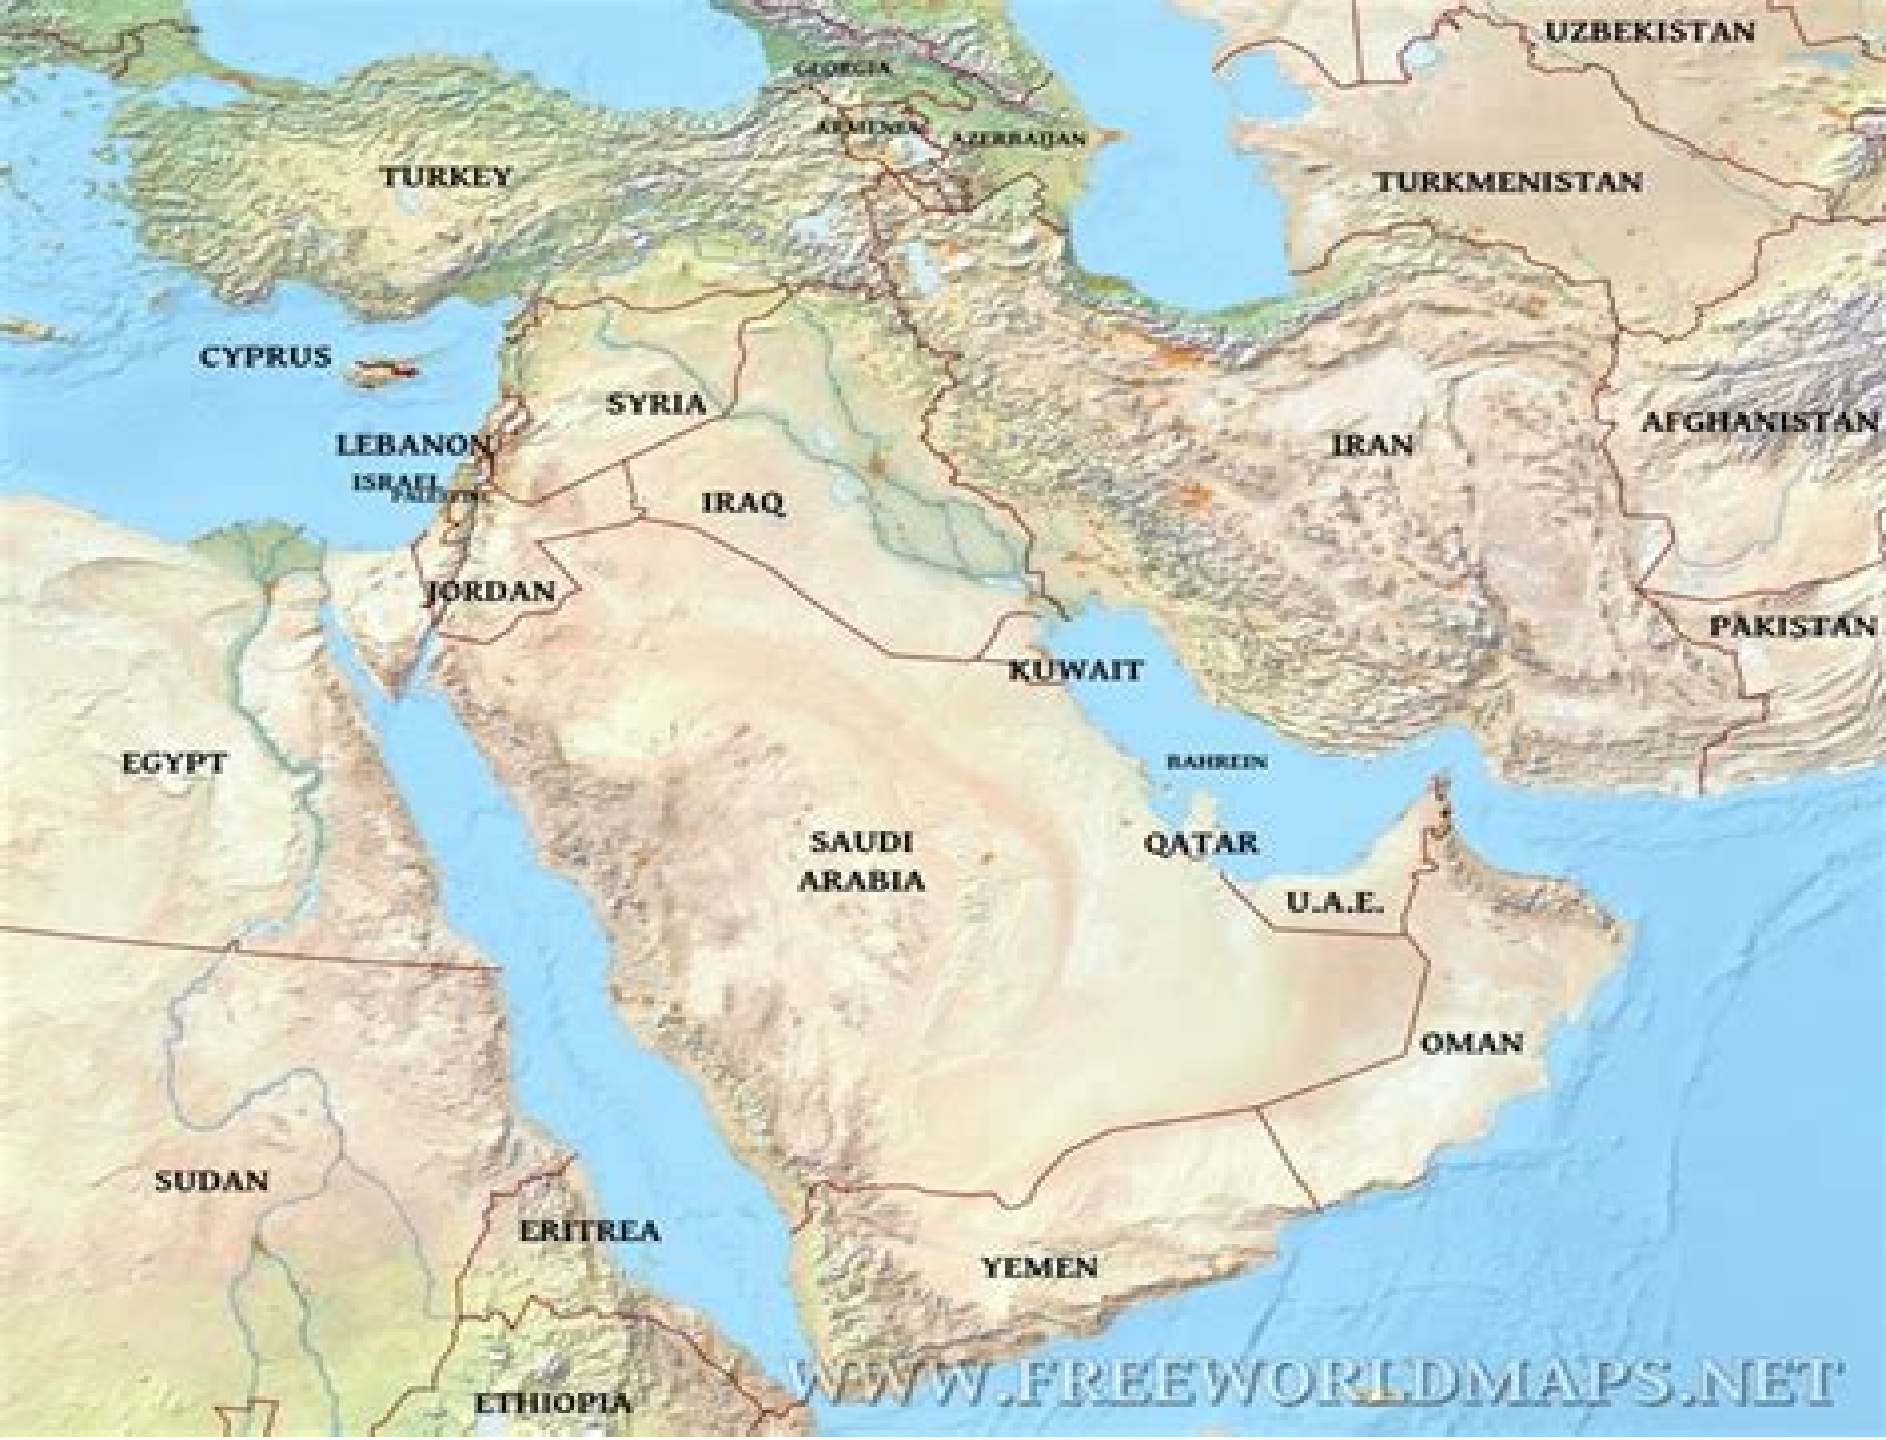 UZBEKISTAN
GEORGIA
ARMENIA
AZERBAIJAN
TURKEY
TURKMENISTAN
CYPRUS
SYRIA
AFGHANISTAN
LEBANON
IRAN
ISRAEL
PALESTINE
IRAQ
JORDAN
PAKISTAN
KUWAIT
EGYPT
BAHREIN
SAUDI
ARABIA
QATAR
U.A.E.
OMAN
SUDAN
ERITREA
YEMEN
WWW.FREEWORLDMAPS.NET
ETHIOPIA